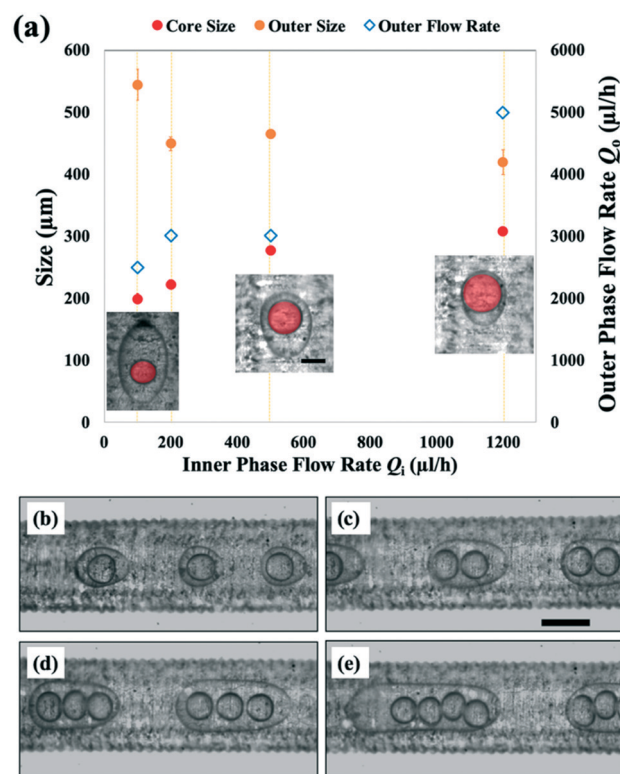 (a)
Core Size Outer Size Outer Flow Rate
600
500
400
300
200
100
0
6000
5000
4000
3000
2000
1000
0
Size (µm)
Outer Phase Flow Rate Qo (µl/h)
0 200 400 600 800 1000 1200
Inner Phase Flow Rate Qi (µl/h)
(b) (c)
(d) (e)